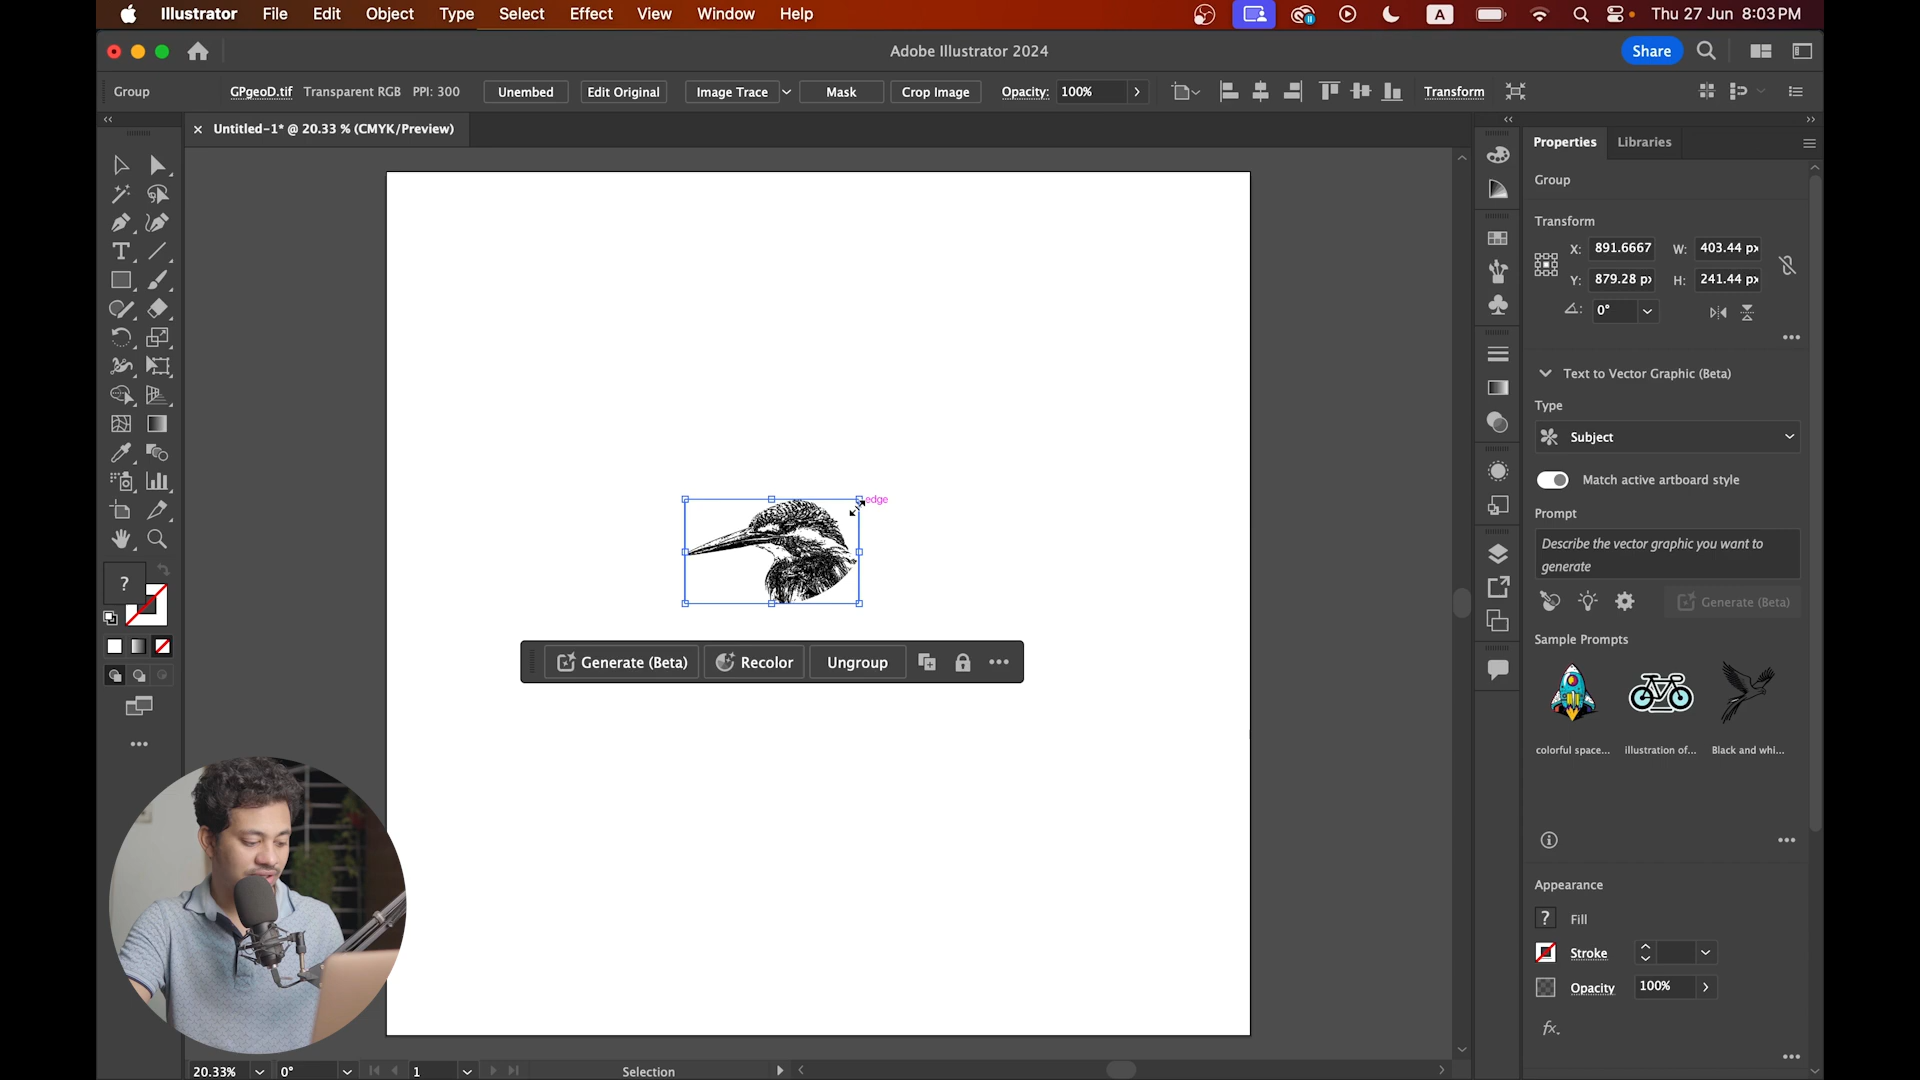 Illustrator File Edit Object Type Select Effect View Window Help
A
Thu 27 Jun 8:03 PM
Adobe Illustrator 2024
Share
Group GPgeoD.tif Transparent RGB PPI: 300 Unembed Edit Original Image Trace Mask Crop Image Opacity: 100% Transform
× Untitled-1* @ 20.33 % (CMYK/Preview)
Properties Libraries
Group
Transform
X: 891.6667 W: 403.44 px
Y: 879.28 px H: 241.44 px
0°
Text to Vector Graphic (Beta)
Type
Subject
Match active artboard style
Prompt
Describe the vector graphic you want to
generate
Generate (Beta)
Sample Prompts
colorful space... illustration of... Black and whi...
Appearance
? Fill
Stroke
Opacity 100%
fx.
edge
Generate (Beta) Recolor Ungroup
?
20.33% 0° 1 Selection